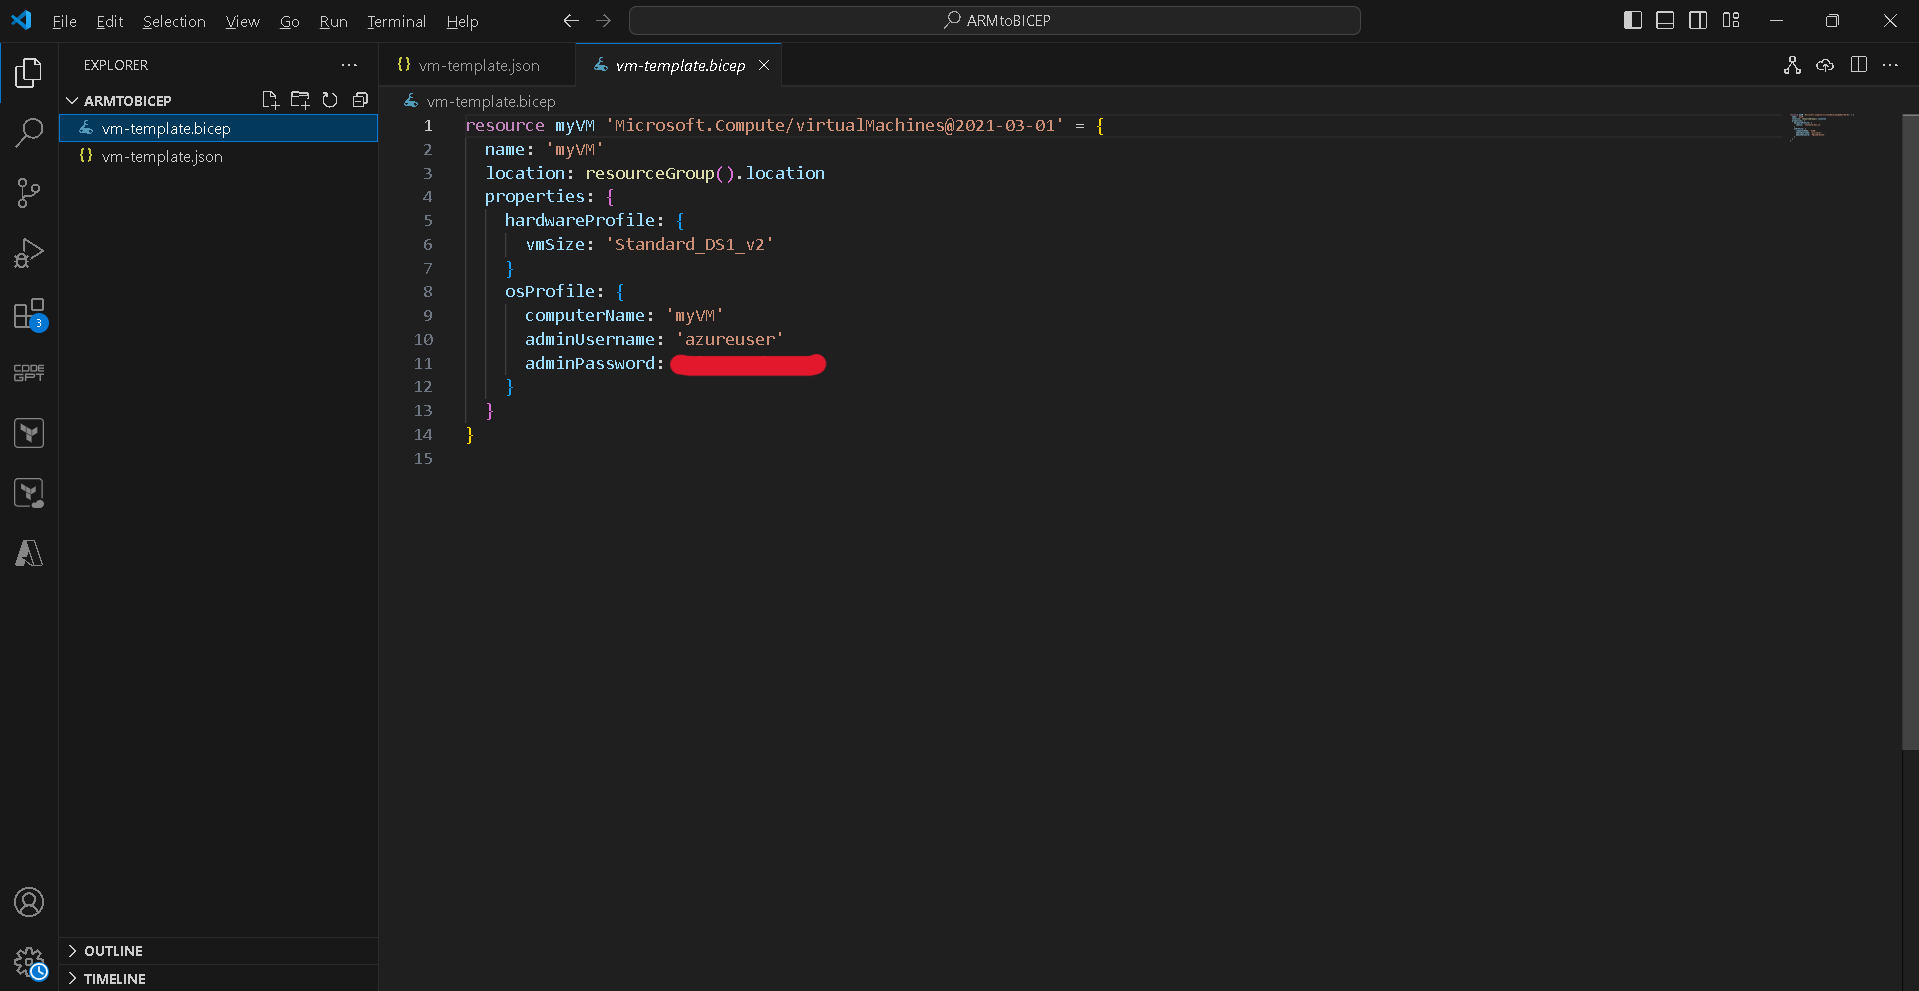 File Edit Selection View Go Run Terminal Help
ARMtoBICEP
EXPLORER
ARMTOBICEP
vm-template.bicep
{} vm-template.json
3
CODE
GPT
OUTLINE
TIMELINE
{} vm-template.json
vm-template.bicep
vm-template.bicep
1 resource myVM 'Microsoft.Compute/virtualMachines@2021-03-01' = {
2   name: 'myVM'
3   location: resourceGroup().location
4   properties: {
5     hardwareProfile: {
6       vmSize: 'Standard_DS1_v2'
7     }
8     osProfile: {
9       computerName: 'myVM'
10       adminUsername: 'azureuser'
11       adminPassword:
12     }
13   }
14 }
15